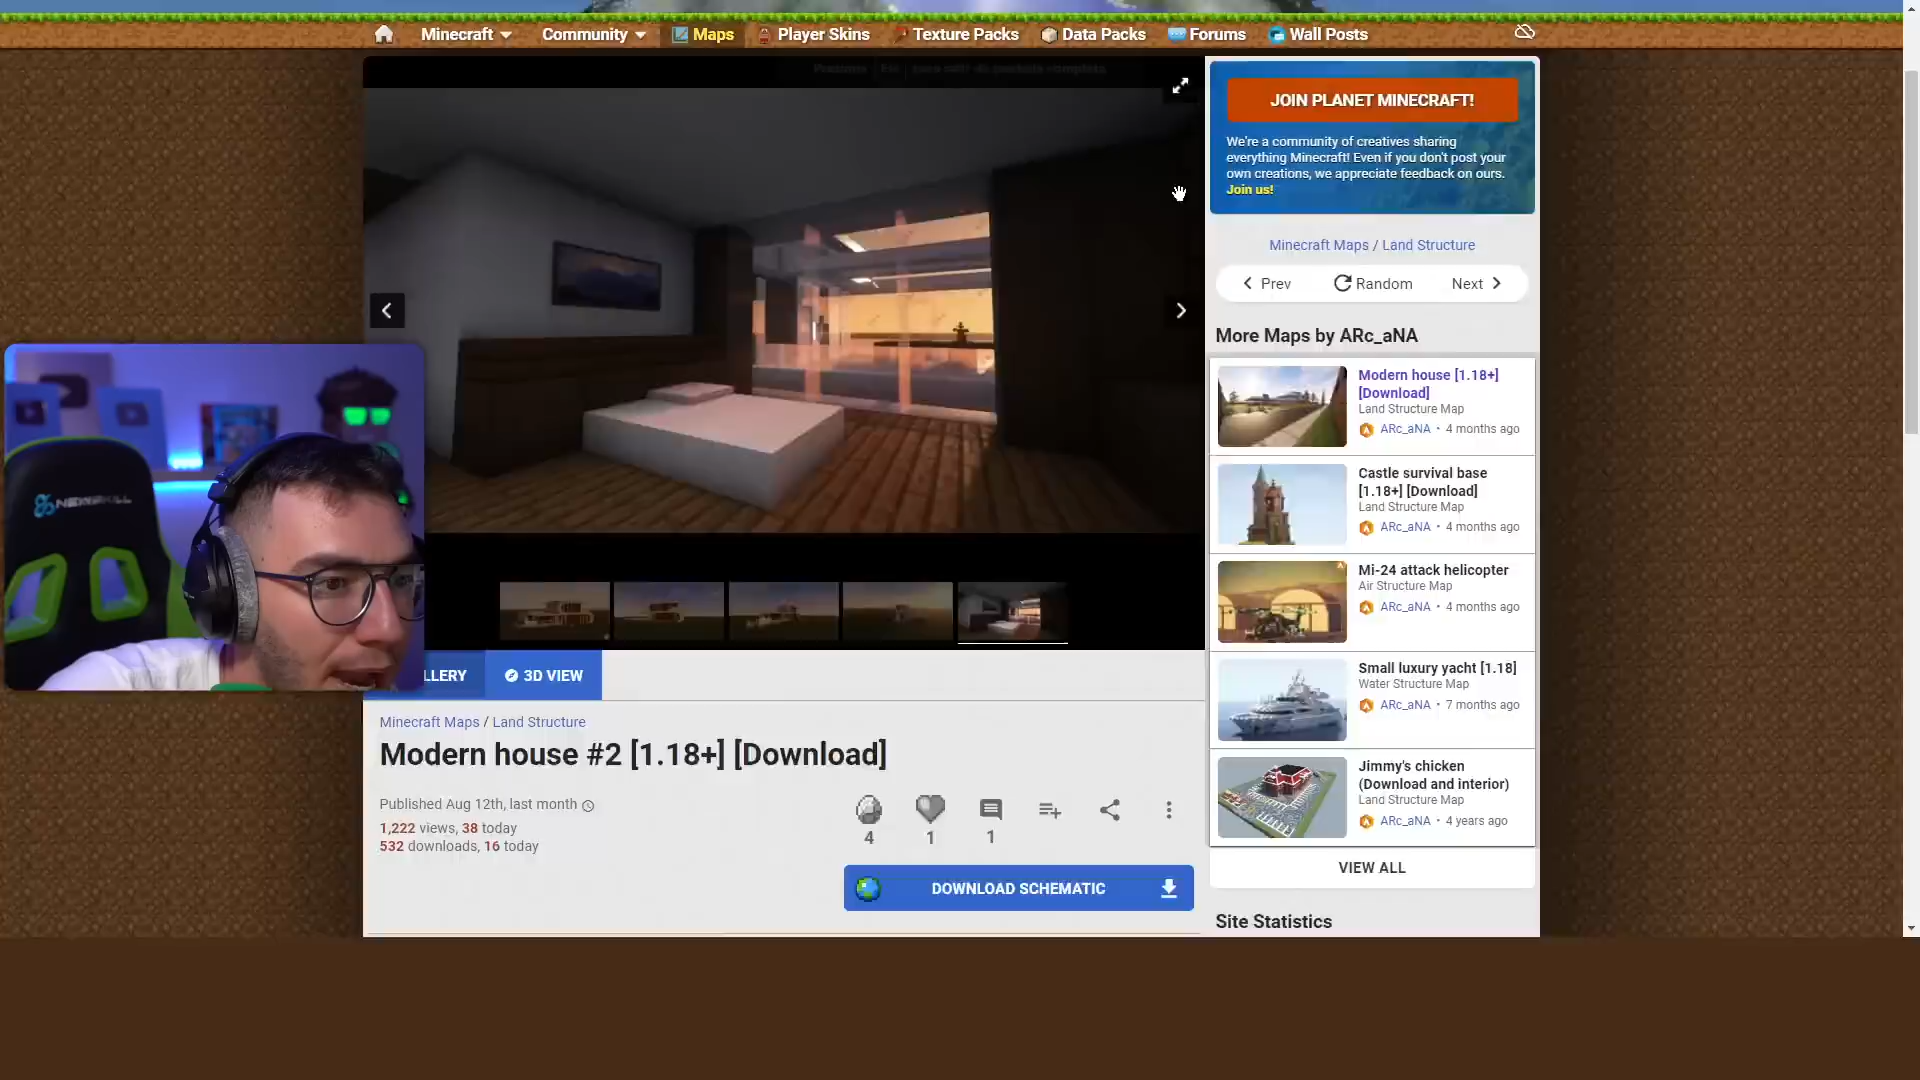 Minecraft
Community
Maps
Player Skins
Texture Packs
Data Packs
Forums
Wall Posts
JOIN PLANET MINECRAFT!
We're a community of creatives sharing
everything Minecraft! Even if you don't post your
own creations, we appreciate feedback on ours.
Join us!
Minecraft Maps / Land Structure
Prev
Random
Next
More Maps by ARc_aNA
Modern house [1.18+]
[Download]
Land Structure Map
ARc_aNA • 4 months ago
Castle survival base
[1.18+] [Download]
Land Structure Map
ARc_aNA • 4 months ago
Mi-24 attack helicopter
Air Structure Map
ARc_aNA • 4 months ago
Small luxury yacht [1.18]
Water Structure Map
ARc_aNA • 7 months ago
Jimmy's chicken
(Download and interior)
Land Structure Map
ARc_aNA • 4 years ago
VIEW ALL
Site Statistics
NEWSKILL
LLERY
3D VIEW
Minecraft Maps / Land Structure
Modern house #2 [1.18+] [Download]
Published Aug 12th, last month
1,222 views, 38 today
532 downloads, 16 today
4
1
1
DOWNLOAD SCHEMATIC